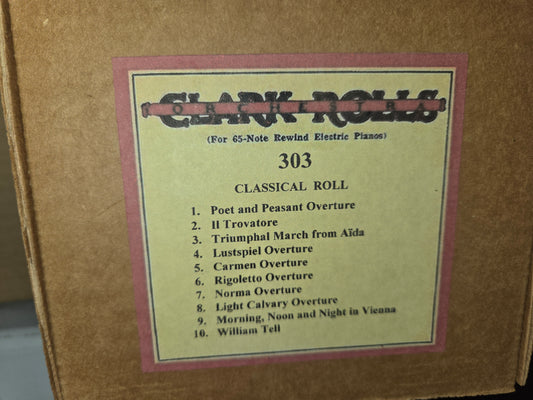 CLARK ROLLS
ORCHESTRA
(For 65-Note Rewind Electric Pianos)
303
CLASSICAL ROLL
1. Poet and Peasant Overture
2. Il Trovatore
3. Triumphal March from Aïda
4. Lustspiel Overture
5. Carmen Overture
6. Rigoletto Overture
7. Norma Overture
8. Light Calvary Overture
9. Morning, Noon and Night in Vienna
10. William Tell